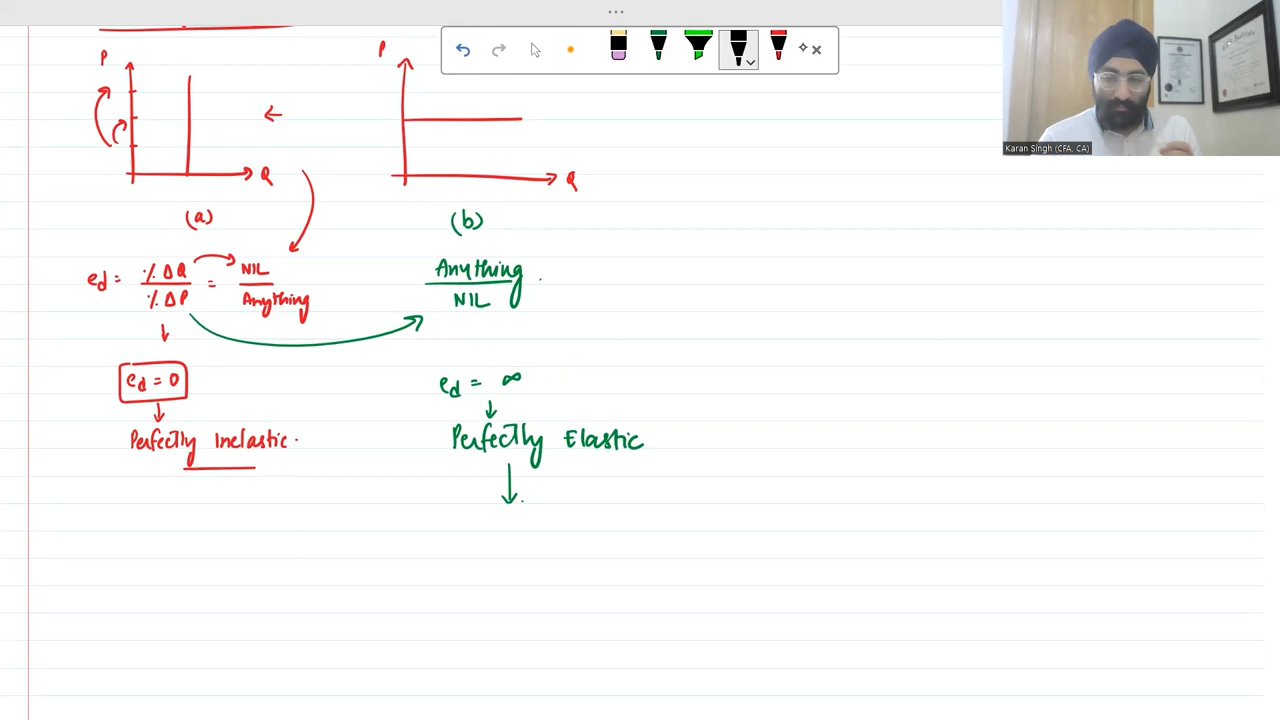 P
Q
(a)
P
Q
(b)
ed = % ΔQ / % ΔP = NIL / Anything
Anything / NIL
ed = 0
Perfectly Inelastic.
ed = ∞
Perfectly Elastic
Karan Singh (CFA, CA)